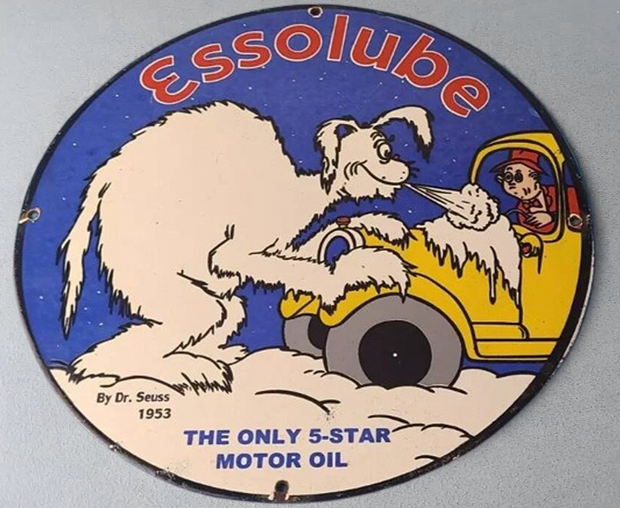 Essolube
By Dr. Seuss
1953
THE ONLY 5-STAR
MOTOR OIL